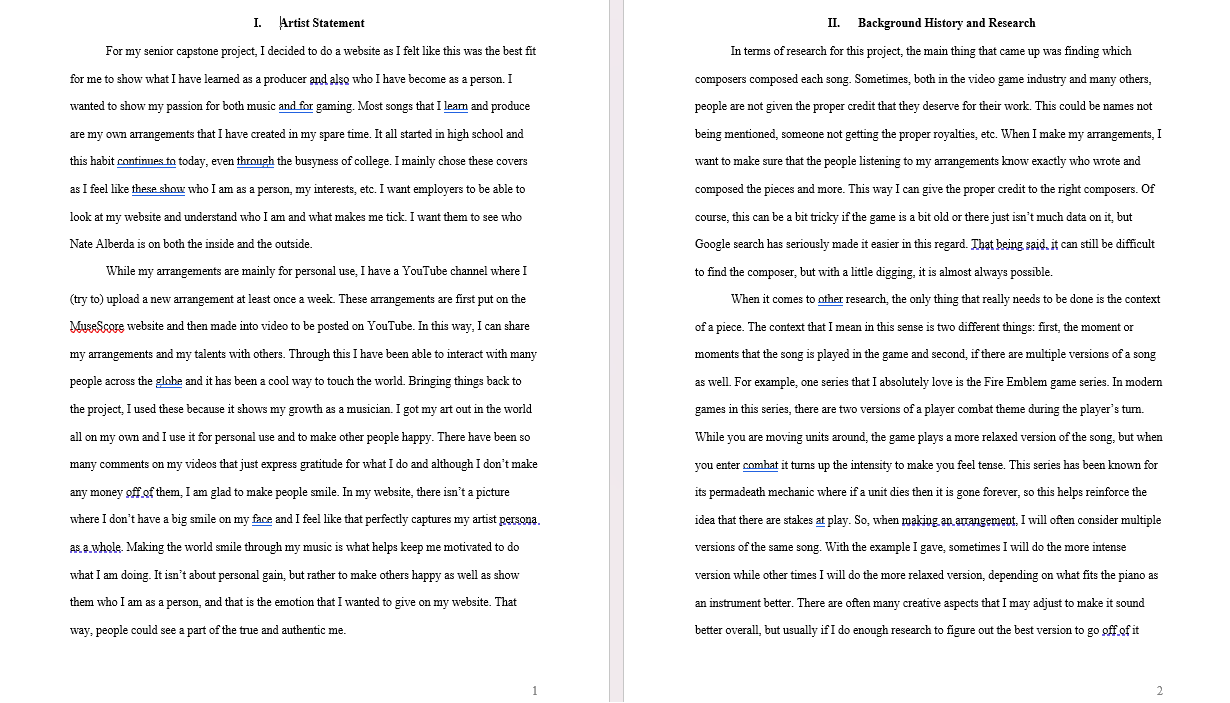 I. Artist Statement
For my senior capstone project, I decided to do a website as I felt like this was the best fit
for me to show what I have learned as a producer and also who I have become as a person. I
wanted to show my passion for both music and for gaming. Most songs that I learn and produce
are my own arrangements that I have created in my spare time. It all started in high school and
this habit continues to today, even through the busyness of college. I mainly chose these covers
as I feel like these show who I am as a person, my interests, etc. I want employers to be able to
look at my website and understand who I am and what makes me tick. I want them to see who
Nate Alberda is on both the inside and the outside.
While my arrangements are mainly for personal use, I have a YouTube channel where I
(try to) upload a new arrangement at least once a week. These arrangements are first put on the
MuseScore website and then made into video to be posted on YouTube. In this way, I can share
my arrangements and my talents with others. Through this I have been able to interact with many
people across the globe and it has been a cool way to touch the world. Bringing things back to
the project, I used these because it shows my growth as a musician. I got my art out in the world
all on my own and I use it for personal use and to make other people happy. There have been so
many comments on my videos that just express gratitude for what I do and although I don't make
any money off of them, I am glad to make people smile. In my website, there isn't a picture
where I don't have a big smile on my face and I feel like that perfectly captures my artist persona
as a whole. Making the world smile through my music is what helps keep me motivated to do
what I am doing. It isn't about personal gain, but rather to make others happy as well as show
them who I am as a person, and that is the emotion that I wanted to give on my website. That
way, people could see a part of the true and authentic me.
1
II. Background History and Research
In terms of research for this project, the main thing that came up was finding which
composers composed each song. Sometimes, both in the video game industry and many others,
people are not given the proper credit that they deserve for their work. This could be names not
being mentioned, someone not getting the proper royalties, etc. When I make my arrangements, I
want to make sure that the people listening to my arrangements know exactly who wrote and
composed the pieces and more. This way I can give the proper credit to the right composers. Of
course, this can be a bit tricky if the game is a bit old or there just isn't much data on it, but
Google search has seriously made it easier in this regard. That being said, it can still be difficult
to find the composer, but with a little digging, it is almost always possible.
When it comes to other research, the only thing that really needs to be done is the context
of a piece. The context that I mean in this sense is two different things: first, the moment or
moments that the song is played in the game and second, if there are multiple versions of a song
as well. For example, one series that I absolutely love is the Fire Emblem game series. In modern
games in this series, there are two versions of a player combat theme during the player's turn.
While you are moving units around, the game plays a more relaxed version of the song, but when
you enter combat it turns up the intensity to make you feel tense. This series has been known for
its permadeath mechanic where if a unit dies then it is gone forever, so this helps reinforce the
idea that there are stakes at play. So, when making an arrangement, I will often consider multiple
versions of the same song. With the example I gave, sometimes I will do the more intense
version while other times I will do the more relaxed version, depending on what fits the piano as
an instrument better. There are often many creative aspects that I may adjust to make it sound
better overall, but usually if I do enough research to figure out the best version to go off of it
2